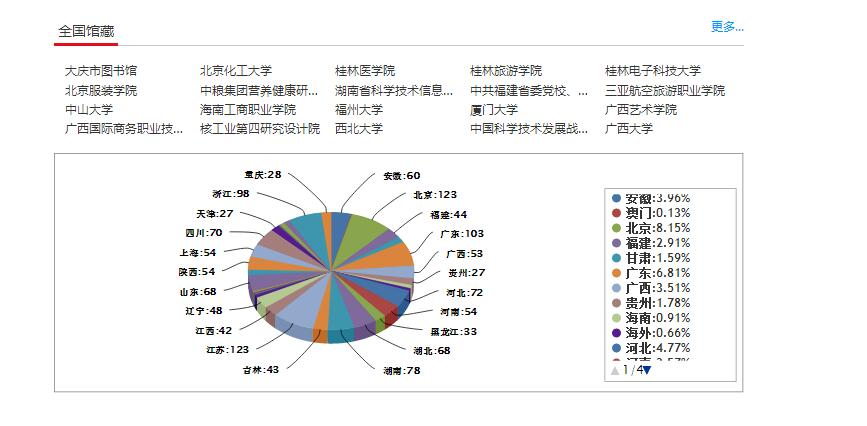 全国馆藏 更多...
大庆市图书馆 北京化工大学 桂林医学院 桂林旅游学院 桂林电子科技大学
北京服装学院 中粮集团营养健康研... 湖南省科学技术信息... 中共福建省委党校、... 三亚航空旅游职业学院
中山大学 海南工商职业学院 福州大学 厦门大学 广西艺术学院
广西国际商务职业技... 核工业第四研究设计院 西北大学 中国科学技术发展战... 广西大学
重庆:28
浙江:98
天津:27
四川:70
上海:54
陕西:54
山东:68
辽宁:48
江西:42
江苏:123
吉林:43
安徽:60
北京:123
福建:44
广东:103
广西:53
贵州:27
河北:72
河南:54
黑龙江:33
湖北:68
湖南:78
安徽:3.96%
澳门:0.13%
北京:8.15%
福建:2.91%
甘肃:1.59%
广东:6.81%
广西:3.51%
贵州:1.78%
海南:0.91%
海外:0.66%
河北:4.77%
1/4